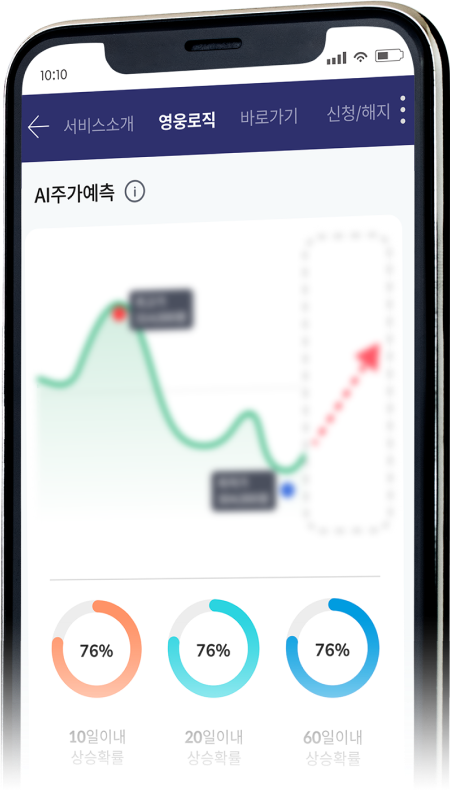 10:10
서비스소개 영웅로직 바로가기 신청/해지
AI주가예측
76% 76% 76%
10일이내 20일이내 60일이내
상승확률 상승확률 상승확률